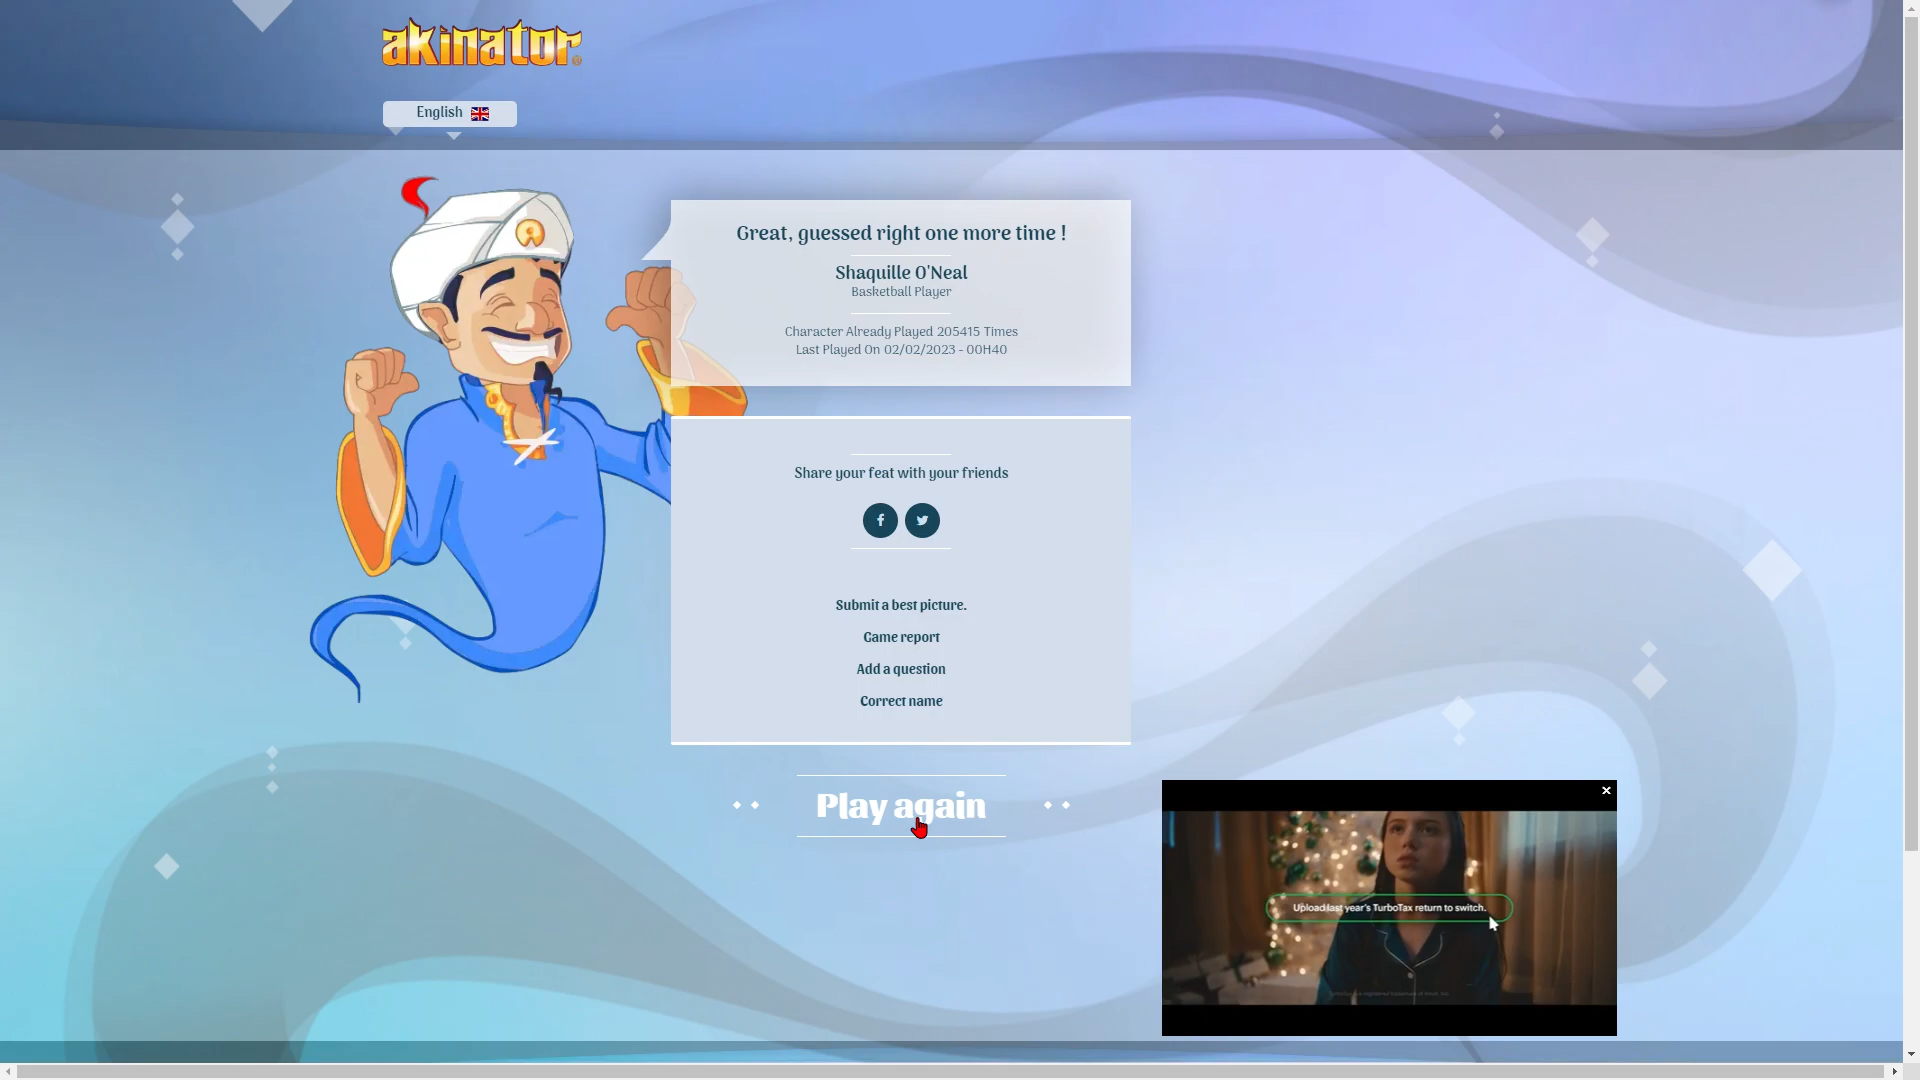 akinator
English
Great, guessed right one more time !
Shaquille O'Neal
Basketball Player
Character Already Played 205415 Times
Last Played On 02/02/2023 - 00H40
Share your feat with your friends
Submit a best picture.
Game report
Add a question
Correct name
Play again
Upload last year's TurboTax return to switch.